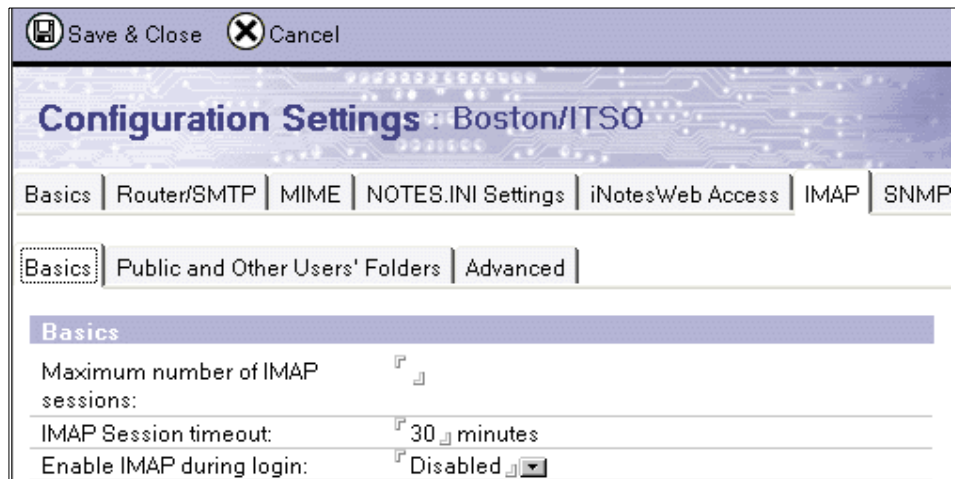 Save & Close Cancel
Configuration Settings : Boston/ITSO
Basics Router/SMTP MIME NOTES.INI Settings iNotesWeb Access IMAP SNMP
Basics Public and Other Users' Folders Advanced
Basics
Maximum number of IMAP
sessions:
IMAP Session timeout: 30 minutes
Enable IMAP during login: Disabled